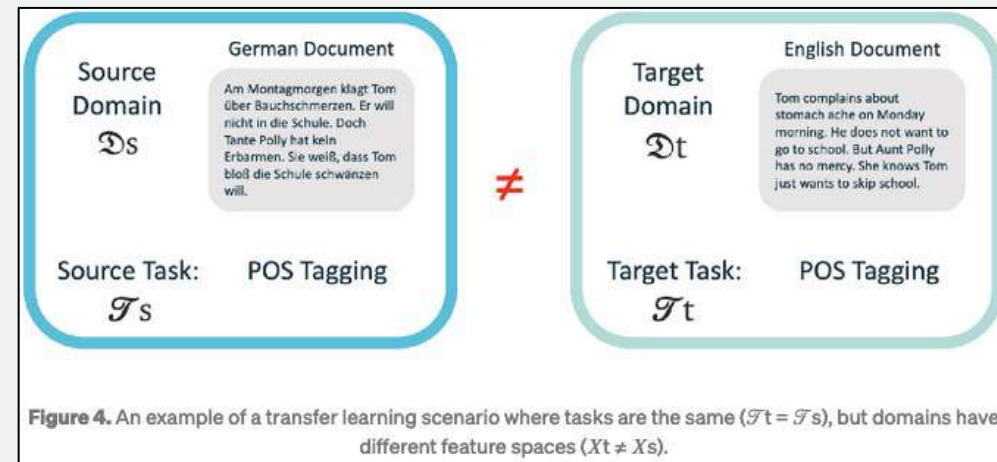 German Document
Source
Domain
𝔇s
Am Montagmorgen klagt Tom
über Bauchschmerzen. Er will
nicht in die Schule. Doch
Tante Polly hat kein
Erbarmen. Sie weiß, dass Tom
bloß die Schule schwänzen
will.
Source Task: POS Tagging
𝒯s
≠
English Document
Target
Domain
𝔇t
Tom complains about
stomach ache on Monday
morning. He does not want to
go to school. But Aunt Polly
has no mercy. She knows Tom
just wants to skip school.
Target Task: POS Tagging
𝒯t
Figure 4. An example of a transfer learning scenario where tasks are the same (𝒯t = 𝒯s), but domains have
different feature spaces (Xt ≠ Xs).